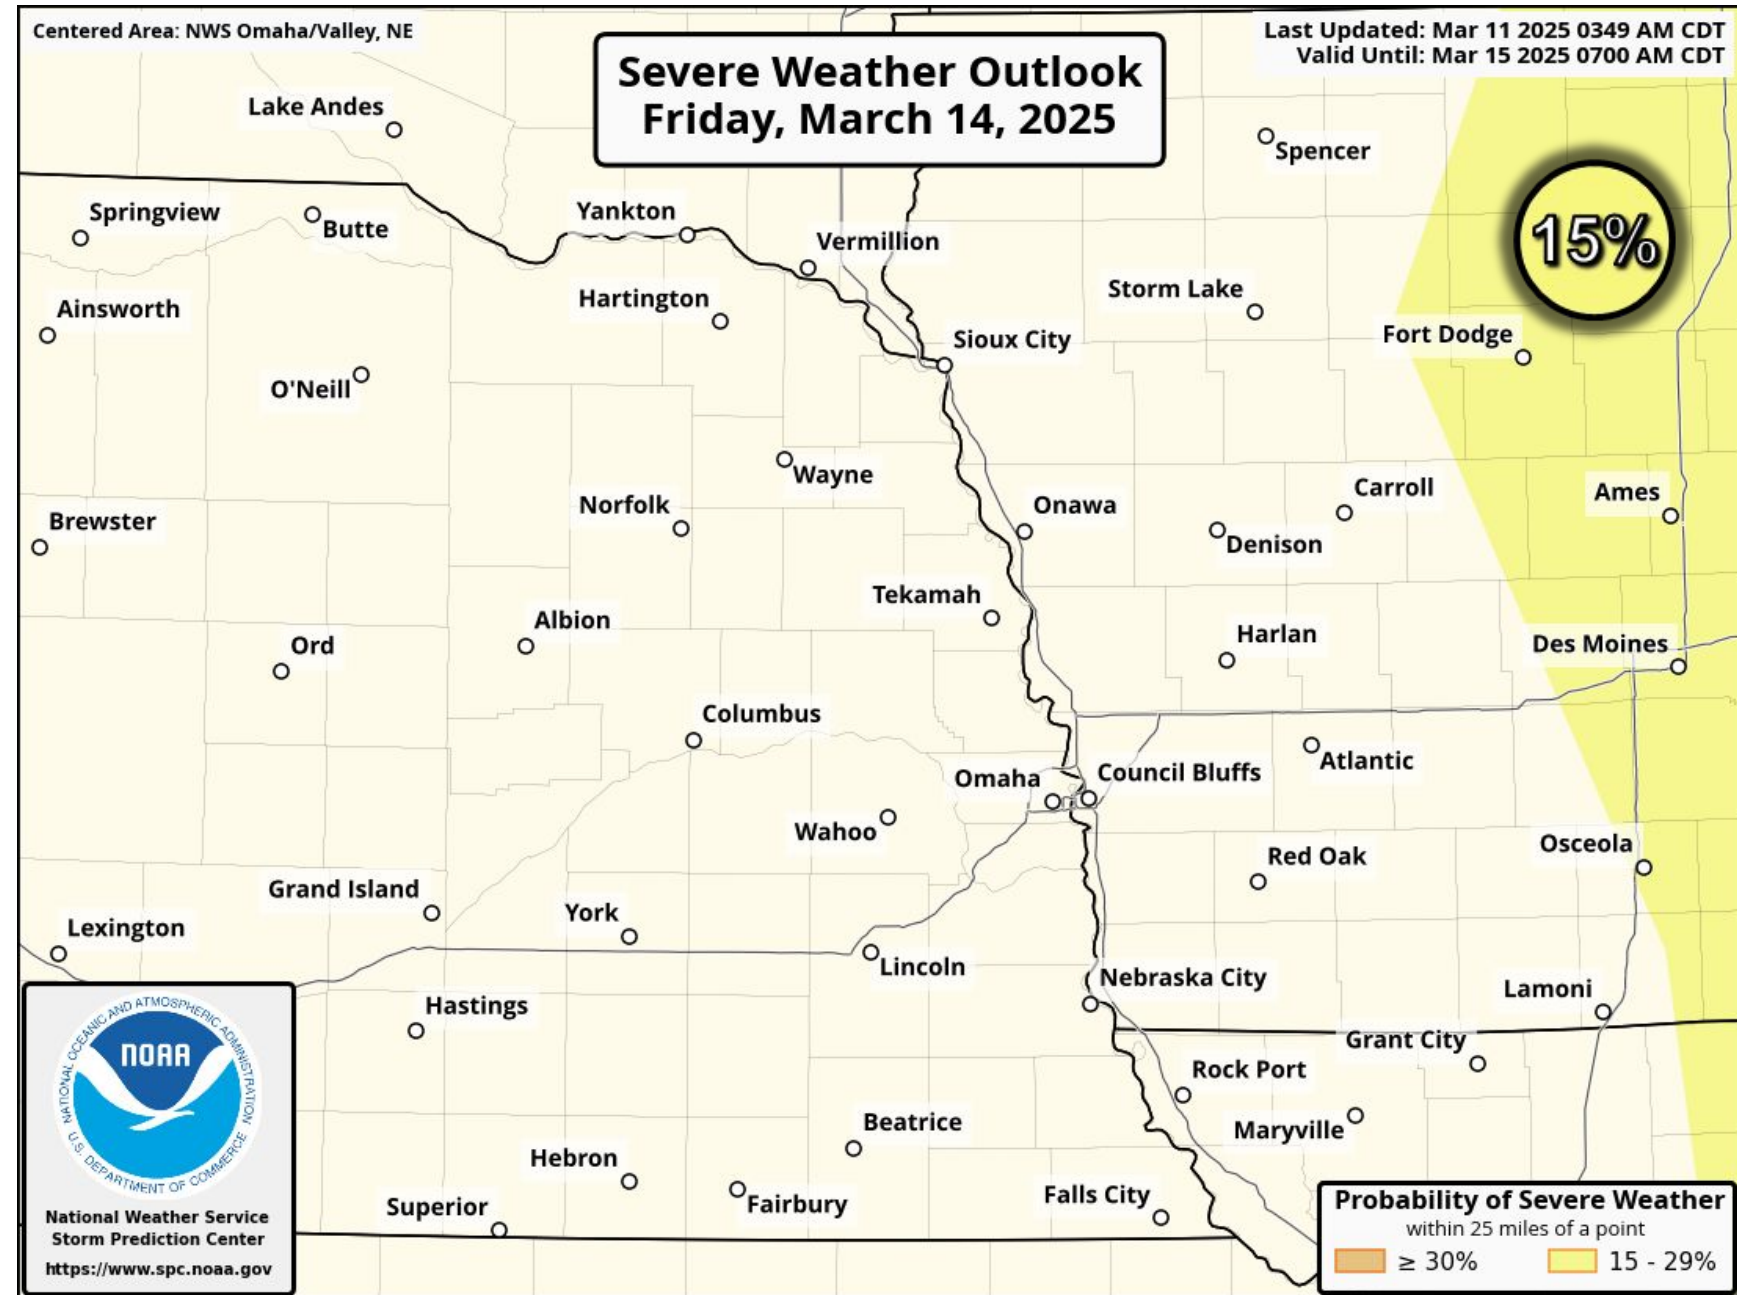 Centered Area: NWS Omaha/Valley, NE
Last Updated: Mar 11 2025 0349 AM CDT
Valid Until: Mar 15 2025 0700 AM CDT
Severe Weather Outlook
Friday, March 14, 2025
Lake Andes
Spencer
Springview
Butte
Yankton
Vermillion
15%
Storm Lake
Ainsworth
Hartington
Sioux City
Fort Dodge
O'Neill
Wayne
Norfolk
Onawa
Carroll
Ames
Brewster
Denison
Tekamah
Albion
Harlan
Ord
Des Moines
Columbus
Atlantic
Omaha
Council Bluffs
Wahoo
Osceola
Red Oak
Grand Island
York
Lexington
Lincoln
Nebraska City
Lamoni
Hastings
Grant City
Rock Port
Beatrice
Maryville
Hebron
Fairbury
Falls City
Superior
NATIONAL OCEANIC AND ATMOSPHERIC ADMINISTRATION
NOAA
U.S. DEPARTMENT OF COMMERCE
National Weather Service
Storm Prediction Center
https://www.spc.noaa.gov
Probability of Severe Weather
within 25 miles of a point
≥ 30%
15 - 29%